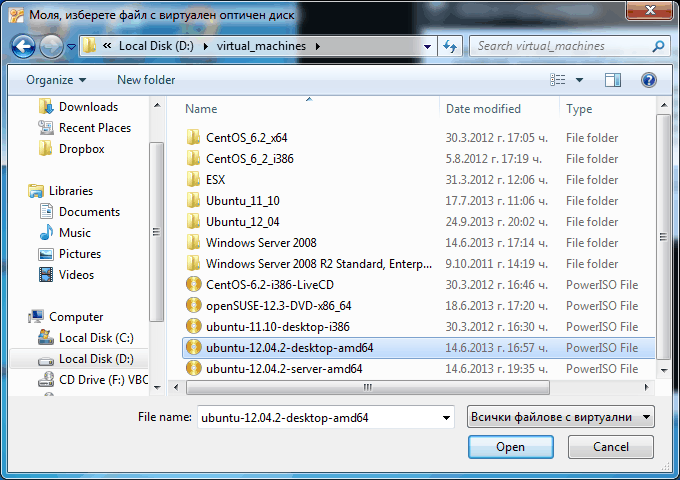 Моля, изберете файл с виртуален оптичен диск
« Local Disk (D:) virtual_machines
Search virtual_machines
Organize New folder
Downloads
Recent Places
Dropbox
Libraries
Documents
Music
Pictures
Videos
Computer
Local Disk (C:)
Local Disk (D:)
CD Drive (F:) VBC
Name Date modified Type
CentOS_6.2_x64 30.3.2012 г. 17:05 ч. File folder
CentOS_6_2_i386 5.8.2012 г. 17:19 ч. File folder
ESX 31.3.2012 г. 12:06 ч. File folder
Ubuntu_11_10 17.7.2013 г. 11:06 ч. File folder
Ubuntu_12_04 24.9.2013 г. 20:02 ч. File folder
Windows Server 2008 14.6.2013 г. 17:14 ч. File folder
Windows Server 2008 R2 Standard, Enterp... 9.10.2011 г. 14:19 ч. File folder
CentOS-6.2-i386-LiveCD 30.3.2012 г. 16:46 ч. PowerISO File
openSUSE-12.3-DVD-x86_64 18.6.2013 г. 17:20 ч. PowerISO File
ubuntu-11.10-desktop-i386 30.3.2012 г. 16:30 ч. PowerISO File
ubuntu-12.04.2-desktop-amd64 14.6.2013 г. 16:57 ч. PowerISO File
ubuntu-12.04.2-server-amd64 14.6.2013 г. 19:35 ч. PowerISO File
File name: ubuntu-12.04.2-desktop-amd64 Всички файлове с виртуални
Open Cancel